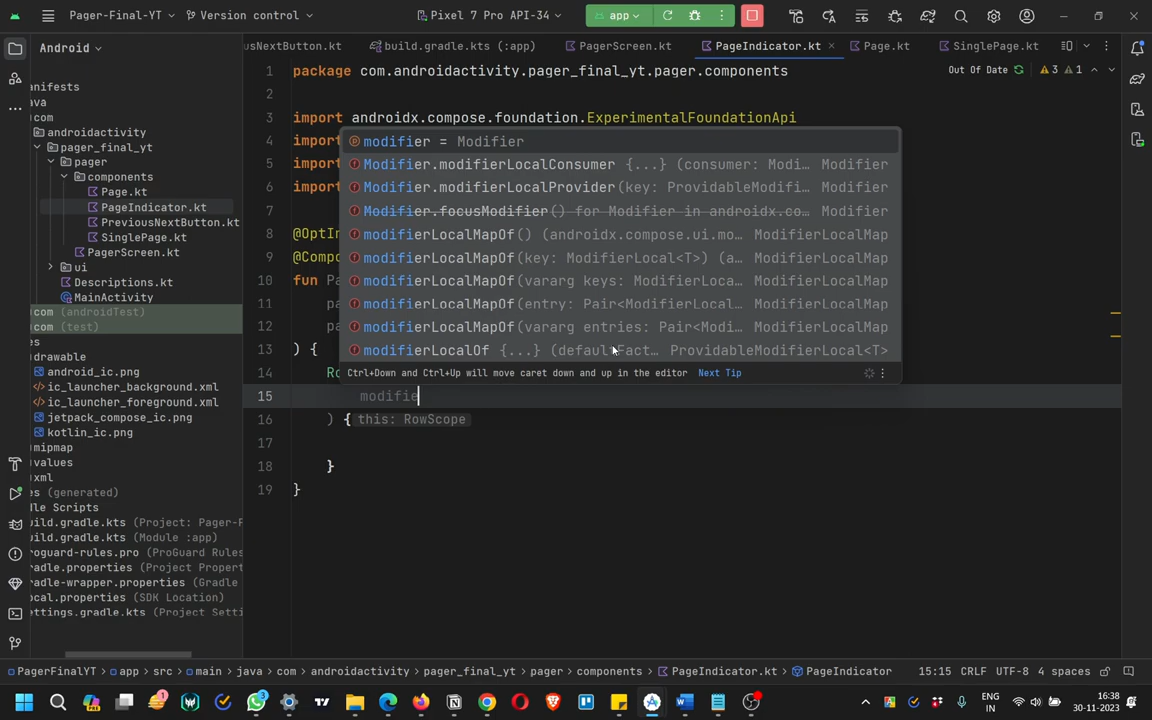 Pager-Final-YT
Version control
Pixel 7 Pro API-34
app
Android
usNextButton.kt
build.gradle.kts (:app)
PagerScreen.kt
PageIndicator.kt
Page.kt
SinglePage.kt
Out Of Date
3
1
anifests
ava
com
androidactivity
pager_final_yt
pager
components
Page.kt
PageIndicator.kt
PreviousNextButton.kt
SinglePage.kt
PagerScreen.kt
ui
Descriptions.kt
MainActivity
com (androidTest)
com (test)
es
drawable
android_ic.png
ic_launcher_background.xml
ic_launcher_foreground.xml
jetpack_compose_ic.png
kotlin_ic.png
mipmap
values
xml
es (generated)
dle Scripts
uild.gradle.kts (Project: Pager-F
uild.gradle.kts (Module :app)
roguard-rules.pro (ProGuard Rules
radle.properties (Project Propert
radle-wrapper.properties (Gradle
ocal.properties (SDK Location)
ettings.gradle.kts (Project Setti
1 package com.androidactivity.pager_final_yt.pager.components
2
3 import androidx.compose.foundation.ExperimentalFoundationApi
4 import
5 import
6 import
7
8 @OptIn
9 @Compo
10 fun Pa
11 pa
12 pa
13 ) {
14 Ro
15 modifie
16 ) { this: RowScope
17
18 }
19 }
modifier = Modifier
Modifier.modifierLocalConsumer {...} (consumer: Modi... Modifier
Modifier.modifierLocalProvider(key: ProvidableModifi... Modifier
Modifier.focusModifier() for Modifier in androidx.co... Modifier
modifierLocalMapOf() (androidx.compose.ui.mo... ModifierLocalMap
modifierLocalMapOf(key: ModifierLocal<T>) (a... ModifierLocalMap
modifierLocalMapOf(vararg keys: ModifierLoca... ModifierLocalMap
modifierLocalMapOf(entry: Pair<ModifierLocal... ModifierLocalMap
modifierLocalMapOf(vararg entries: Pair<Modi... ModifierLocalMap
modifierLocalOf {...} (defaultFact... ProvidableModifierLocal<T>
Ctrl+Down and Ctrl+Up will move caret down and up in the editor Next Tip
PagerFinalYT > app > src > main > java > com > androidactivity > pager_final_yt > pager > components > PageIndicator.kt > PageIndicator
15:15 CRLF UTF-8 4 spaces
1
3
ENG
IN
16:38
30-11-2023